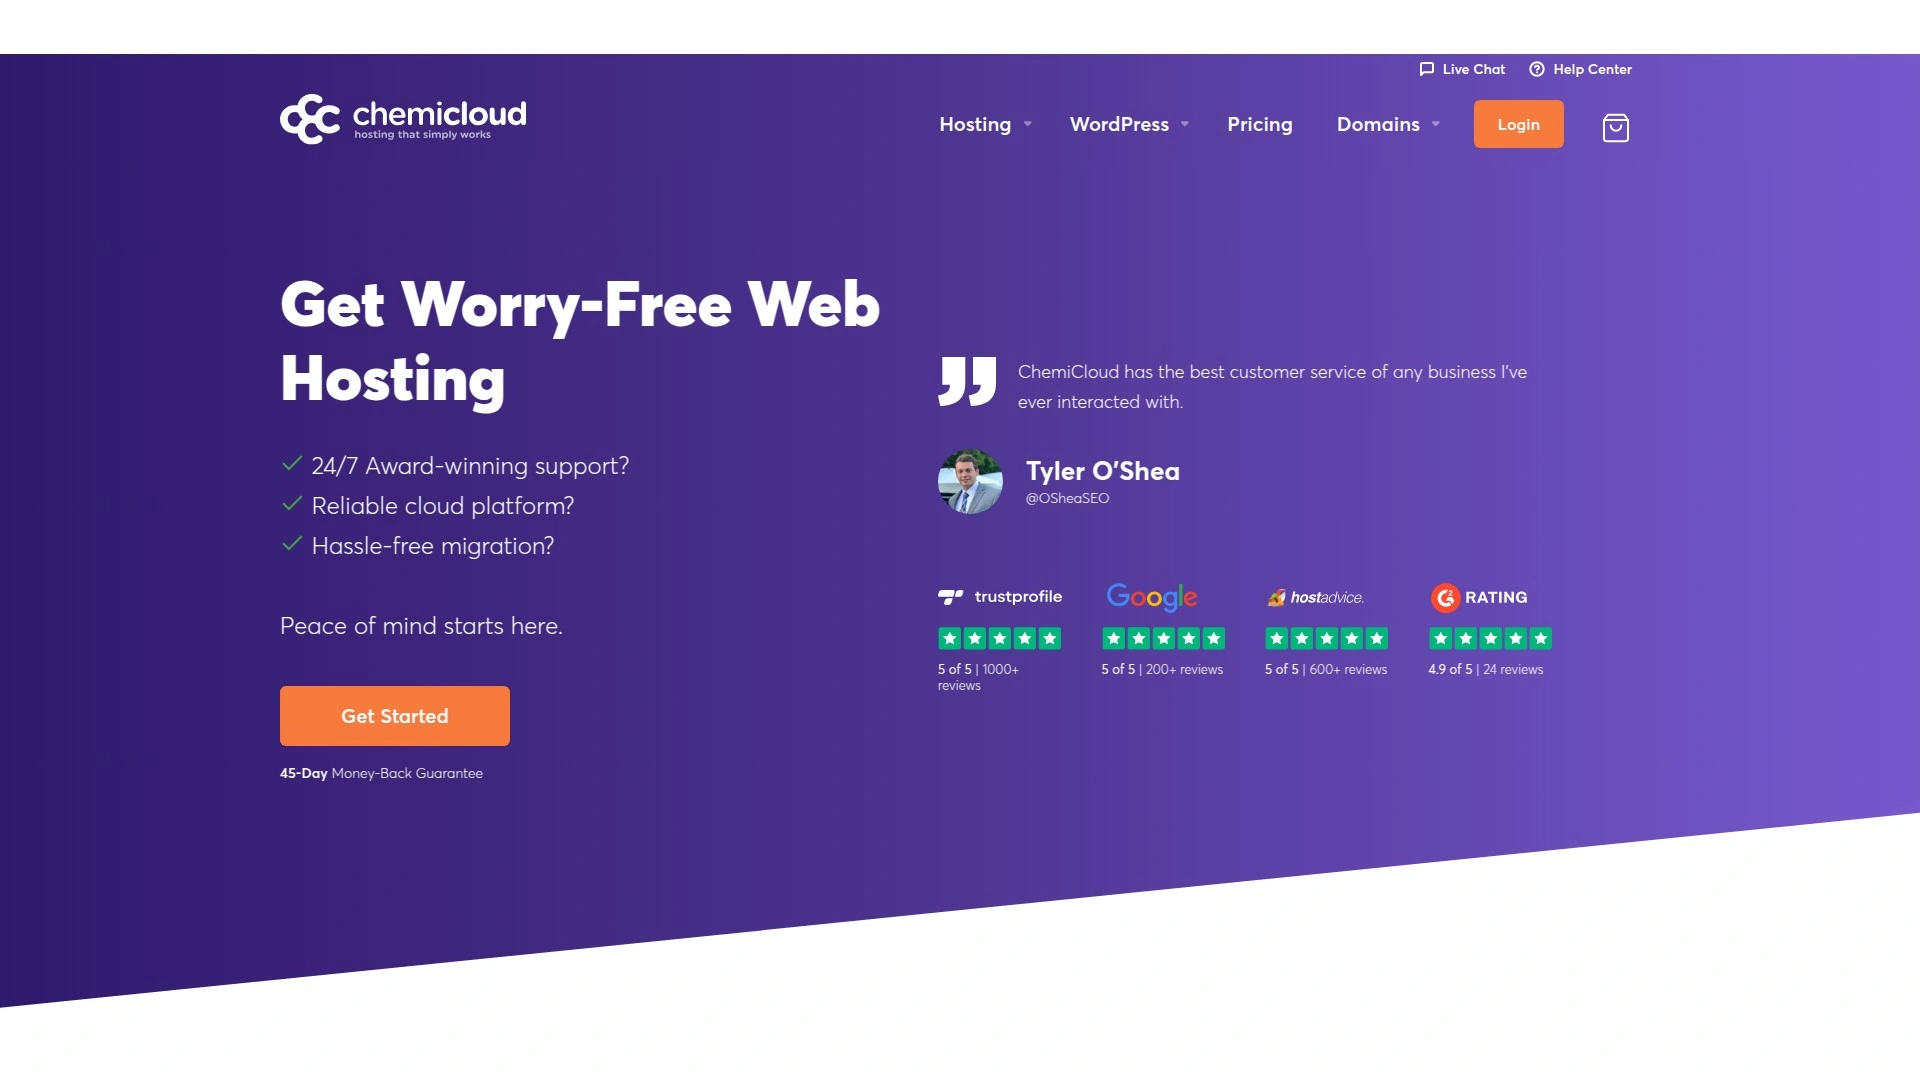 Live Chat
Help Center
chemicloud
hosting that simply works
Hosting
WordPress
Pricing
Domains
Login
Get Worry-Free Web
Hosting
24/7 Award-winning support?
Reliable cloud platform?
Hassle-free migration?
Peace of mind starts here.
Get Started
45-Day Money-Back Guarantee
ChemiCloud has the best customer service of any business I've
ever interacted with.
Tyler O'Shea
@OSheaSEO
trustprofile
5 of 5 | 1000+
reviews
Google
5 of 5 | 200+ reviews
hostadvice.
5 of 5 | 600+ reviews
G2 RATING
4.9 of 5 | 24 reviews